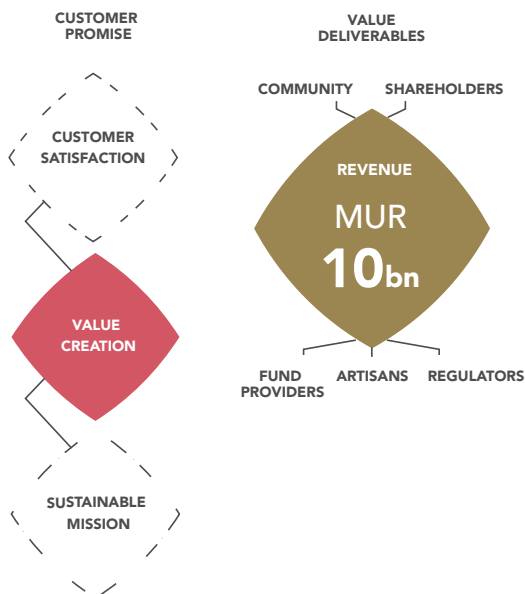 CUSTOMER
PROMISE
CUSTOMER
SATISFACTION
VALUE
CREATION
SUSTAINABLE
MISSION
VALUE
DELIVERABLES
COMMUNITY
SHAREHOLDERS
REVENUE
MUR
10bn
FUND
PROVIDERS
ARTISANS
REGULATORS